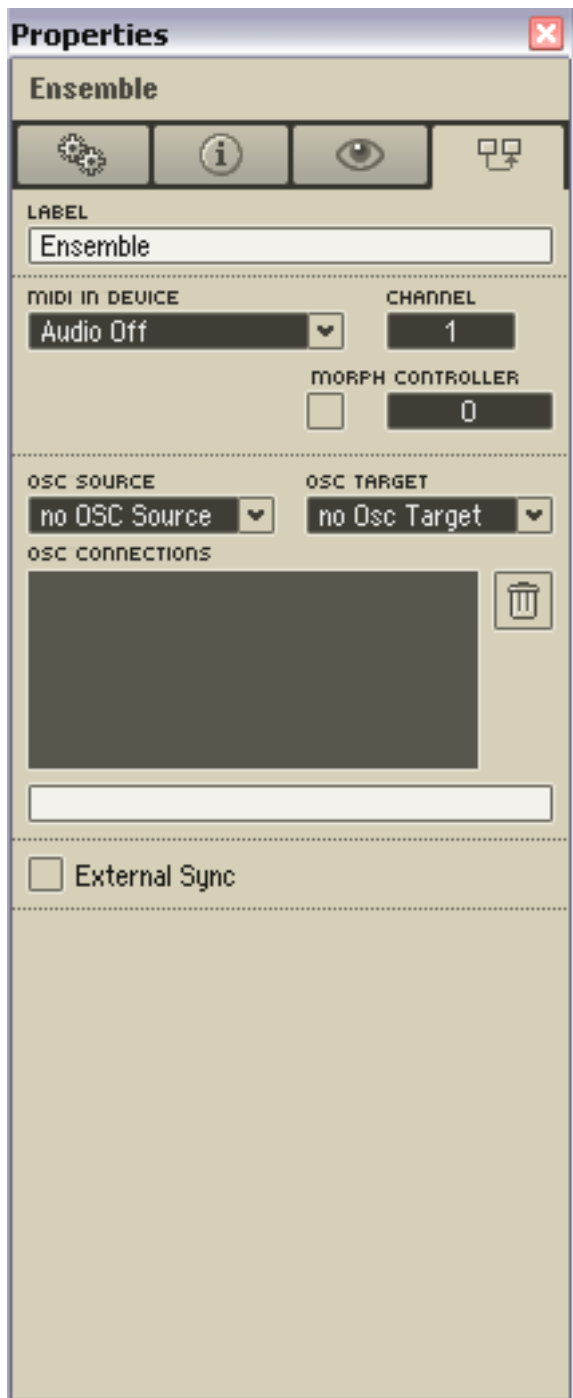 Properties
Ensemble
LABEL
Ensemble
MIDI IN DEVICE CHANNEL
Audio Off 1
MORPH CONTROLLER
0
OSC SOURCE OSC TARGET
no OSC Source no Osc Target
OSC CONNECTIONS
External Sync